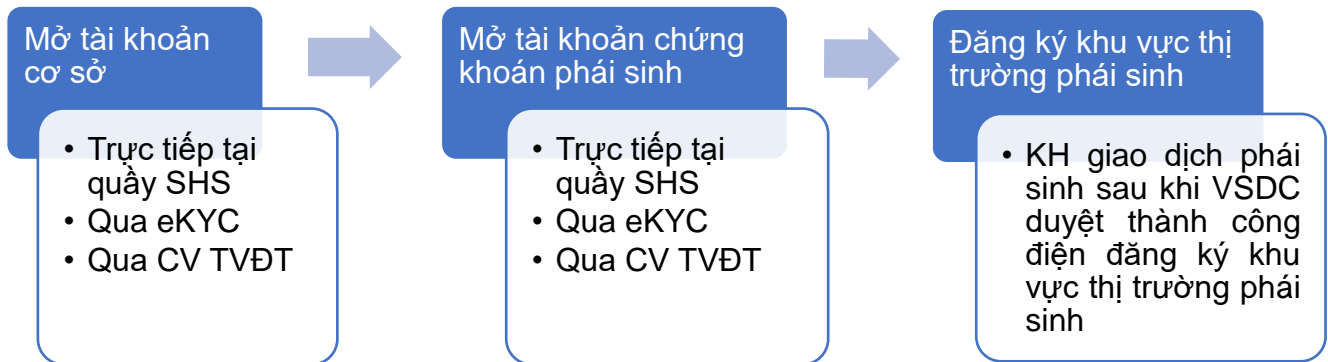 Mở tài khoản
cơ sở
• Trực tiếp tại
quầy SHS
• Qua eKYC
• Qua CV TVĐT
Mở tài khoản chứng
khoán phái sinh
• Trực tiếp tại
quầy SHS
• Qua eKYC
• Qua CV TVĐT
Đăng ký khu vực thị
trường phái sinh
• KH giao dịch phái
sinh sau khi VSDC
duyệt thành công
điện đăng ký khu
vực thị trường phái
sinh